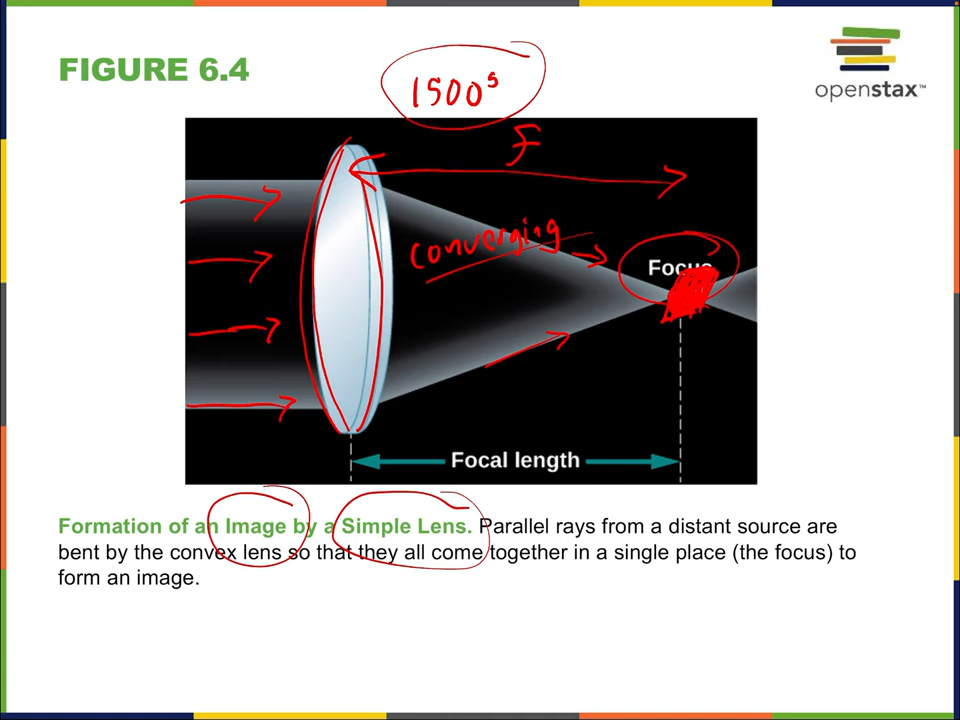 FIGURE 6.4
openstax™
1500s
F
converging
Focus
Focal length
Formation of an Image by a Simple Lens. Parallel rays from a distant source are
bent by the convex lens so that they all come together in a single place (the focus) to
form an image.